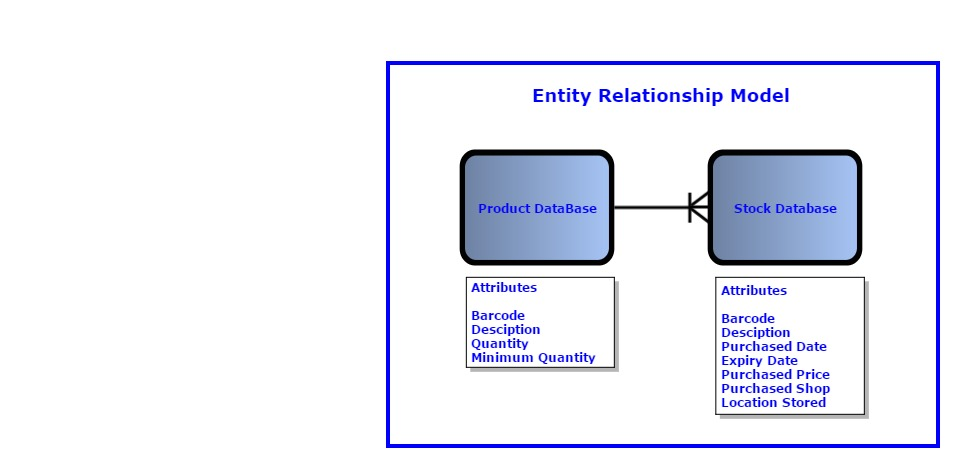 Entity Relationship Model
Product DataBase
Stock Database
Attributes
Barcode
Desciption
Quantity
Minimum Quantity
Attributes
Barcode
Desciption
Purchased Date
Expiry Date
Purchased Price
Purchased Shop
Location Stored